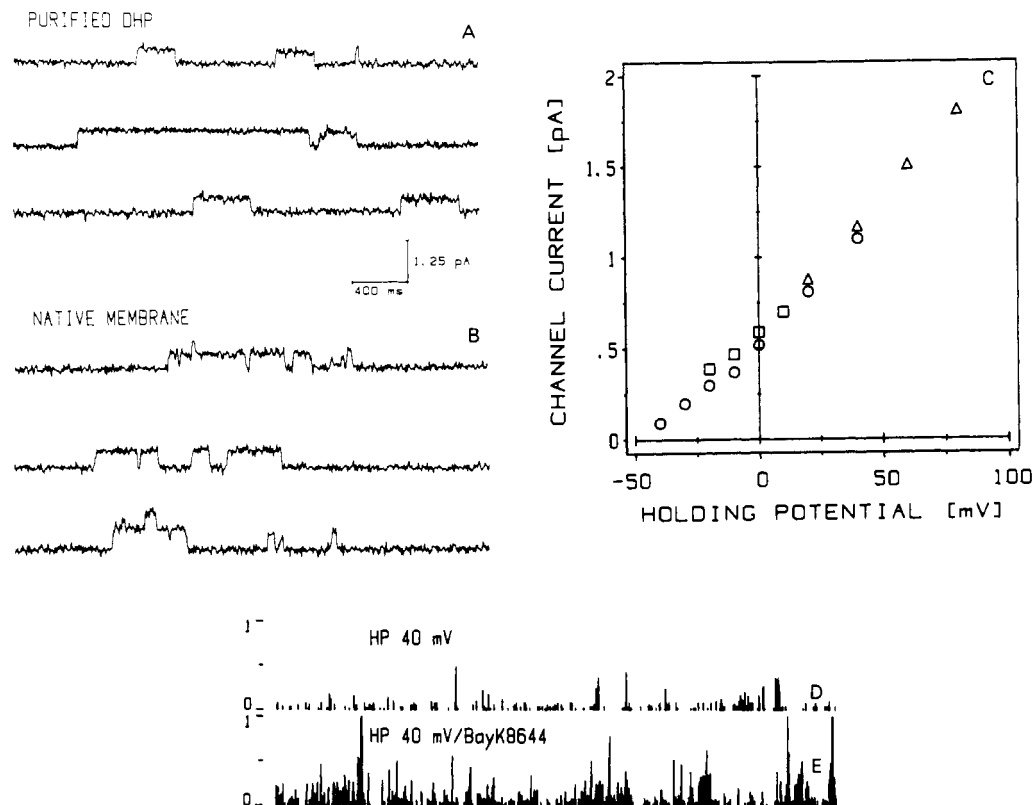 PURIFIED DHP
A
1.25 pA
400 ms
NATIVE MEMBRANE
B
C
CHANNEL CURRENT [pA]
2
1.5
1
.5
0
-50
0
50
100
HOLDING POTENTIAL [mV]
1
HP 40 mV
D
0
1
HP 40 mV/BayK8644
E
0